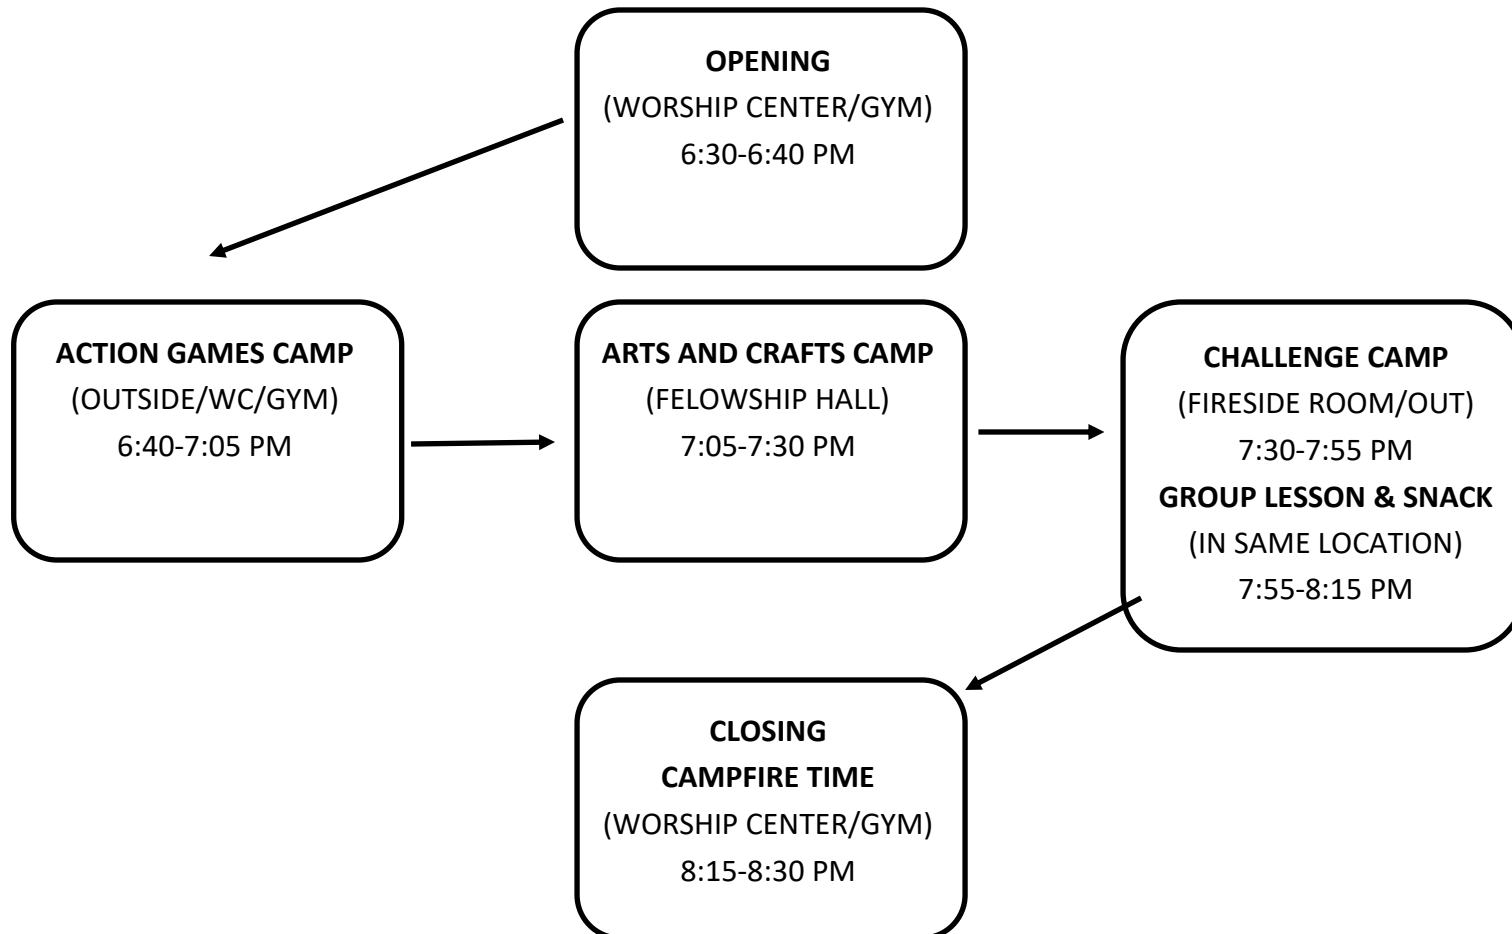 OPENING
(WORSHIP CENTER/GYM)
6:30-6:40 PM
ACTION GAMES CAMP
(OUTSIDE/WC/GYM)
6:40-7:05 PM
ARTS AND CRAFTS CAMP
(FELOWSHIP HALL)
7:05-7:30 PM
CHALLENGE CAMP
(FIRESIDE ROOM/OUT)
7:30-7:55 PM
GROUP LESSON & SNACK
(IN SAME LOCATION)
7:55-8:15 PM
CLOSING
CAMPFIRE TIME
(WORSHIP CENTER/GYM)
8:15-8:30 PM